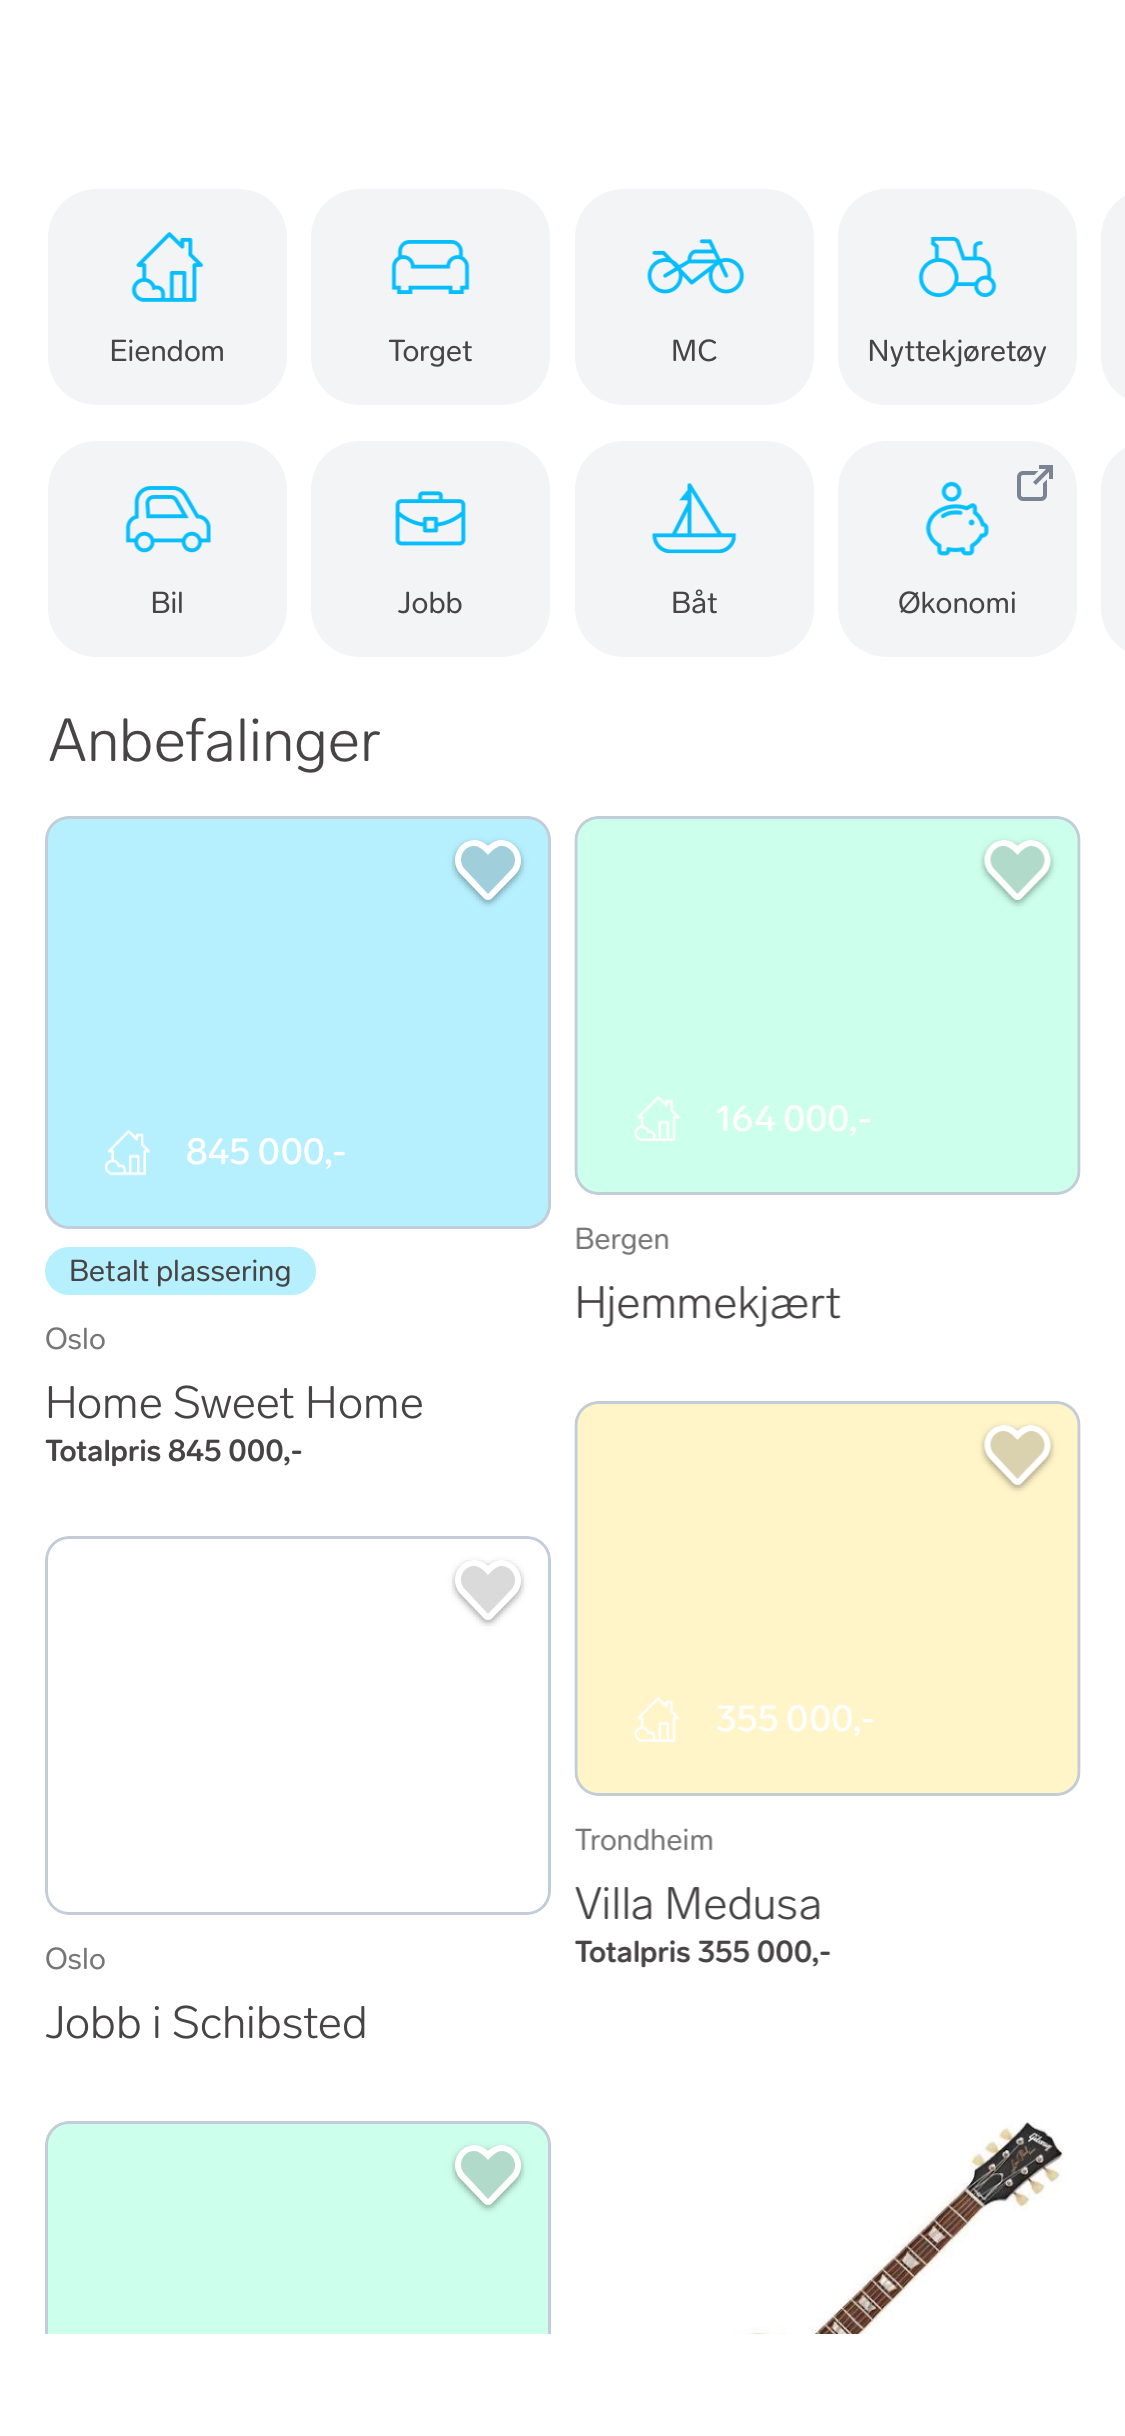 Eiendom
Torget
MC
Nyttekjøretøy
Bil
Jobb
Båt
Økonomi
Anbefalinger
845 000,-
Betalt plassering
Oslo
Home Sweet Home
Totalpris 845 000,-
164 000,-
Bergen
Hjemmekjært
355 000,-
Trondheim
Villa Medusa
Totalpris 355 000,-
Oslo
Jobb i Schibsted
Gibson